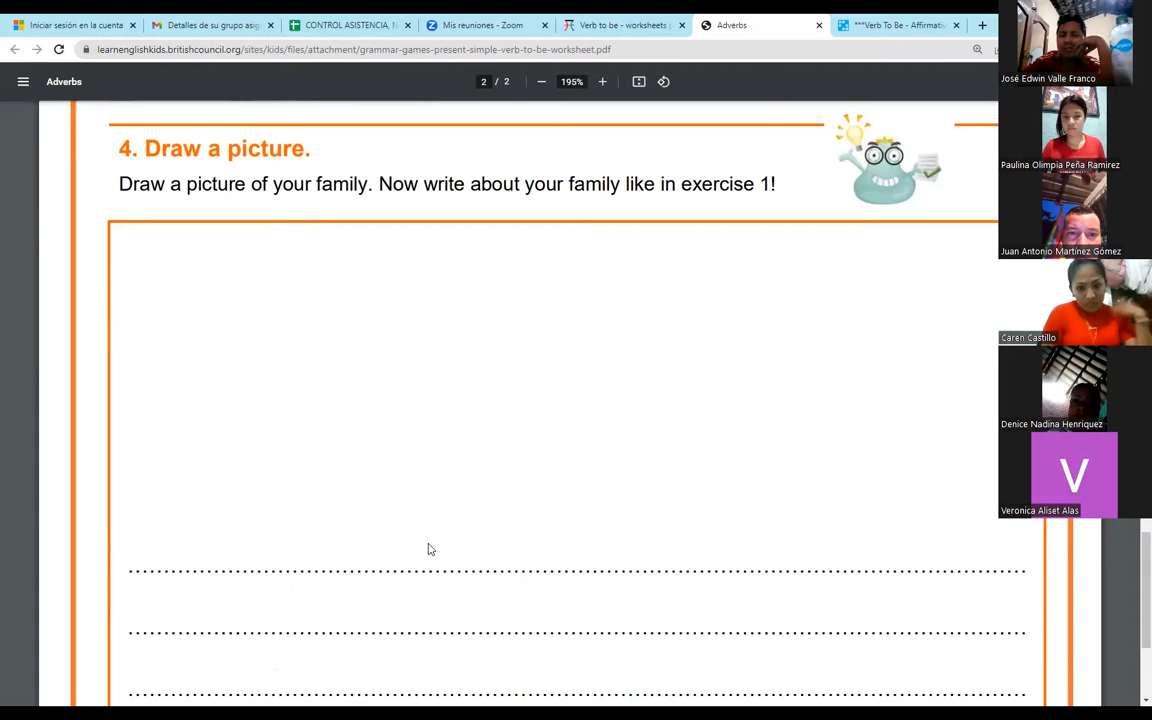 Iniciar sesión en la cuenta
Detalles de su grupo asig
CONTROL ASISTENCIA, N
Mis reuniones - Zoom
Verb to be - worksheets p
Adverbs
***Verb To Be - Affirmativ
learnenglishkids.britishcouncil.org/sites/kids/files/attachment/grammar-games-present-simple-verb-to-be-worksheet.pdf
Adverbs
2 / 2
195%
4. Draw a picture.
Draw a picture of your family. Now write about your family like in exercise 1!
José Edwin Valle Franco
Paulina Olimpia Peña Ramirez
Juan Antonio Martínez Gómez
Caren Castillo
Denice Nadina Henriquez
V
Veronica Aliset Alas